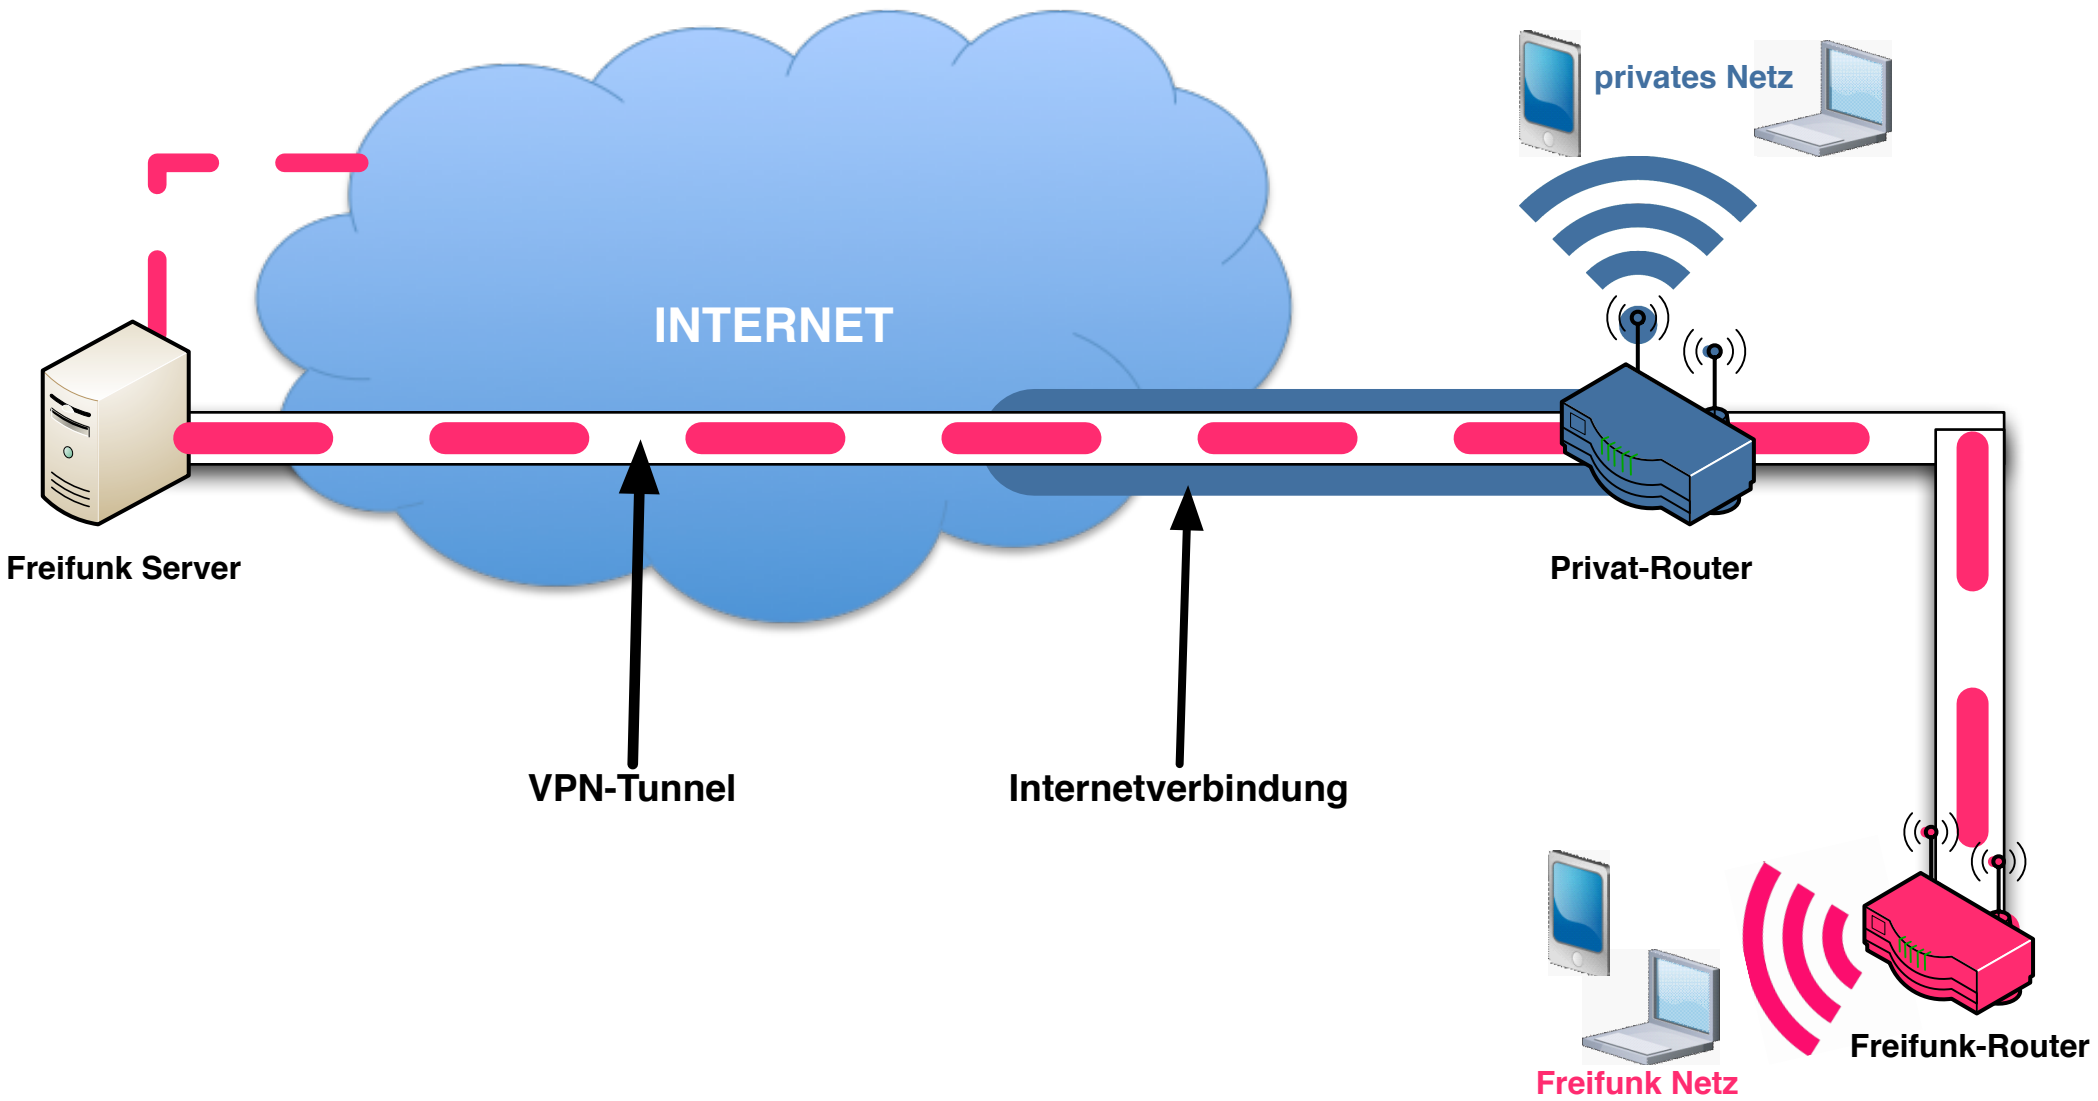 privates Netz
INTERNET
Freifunk Server
Privat-Router
VPN-Tunnel
Internetverbindung
Freifunk-Router
Freifunk Netz